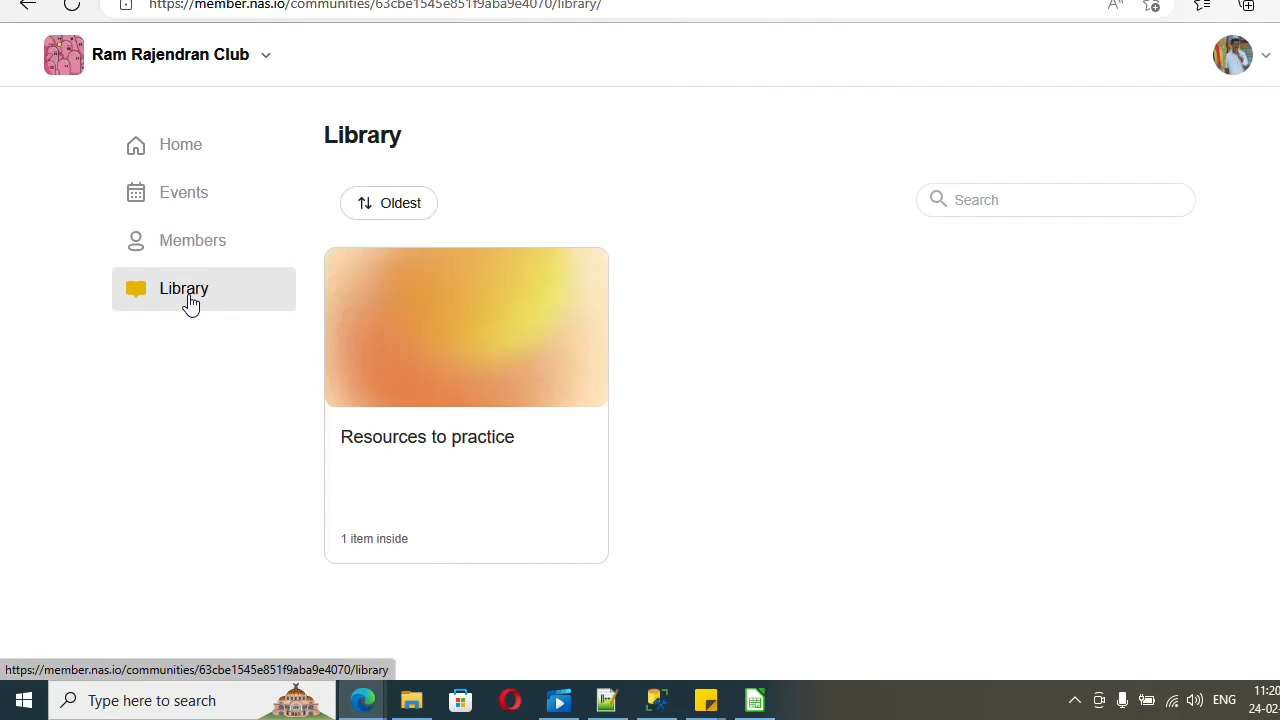 https://member.nas.io/communities/63cbe1545e851f9aba9e4070/library/
Ram Rajendran Club
Home
Events
Members
Library
Library
Oldest
Search
Resources to practice
1 item inside
https://member.nas.io/communities/63cbe1545e851f9aba9e4070/library
Type here to search
ENG
11:20
24-02